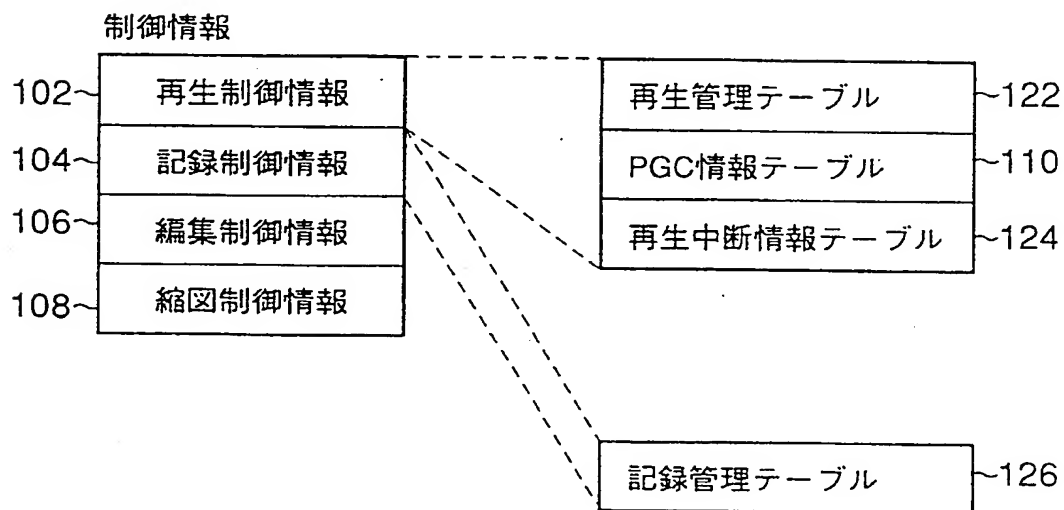 制御情報
102~ 再生制御情報
104~ 記録制御情報
106~ 編集制御情報
108~ 縮図制御情報
再生管理テーブル ~122
PGC情報テーブル ~110
再生中断情報テーブル ~124
記録管理テーブル ~126